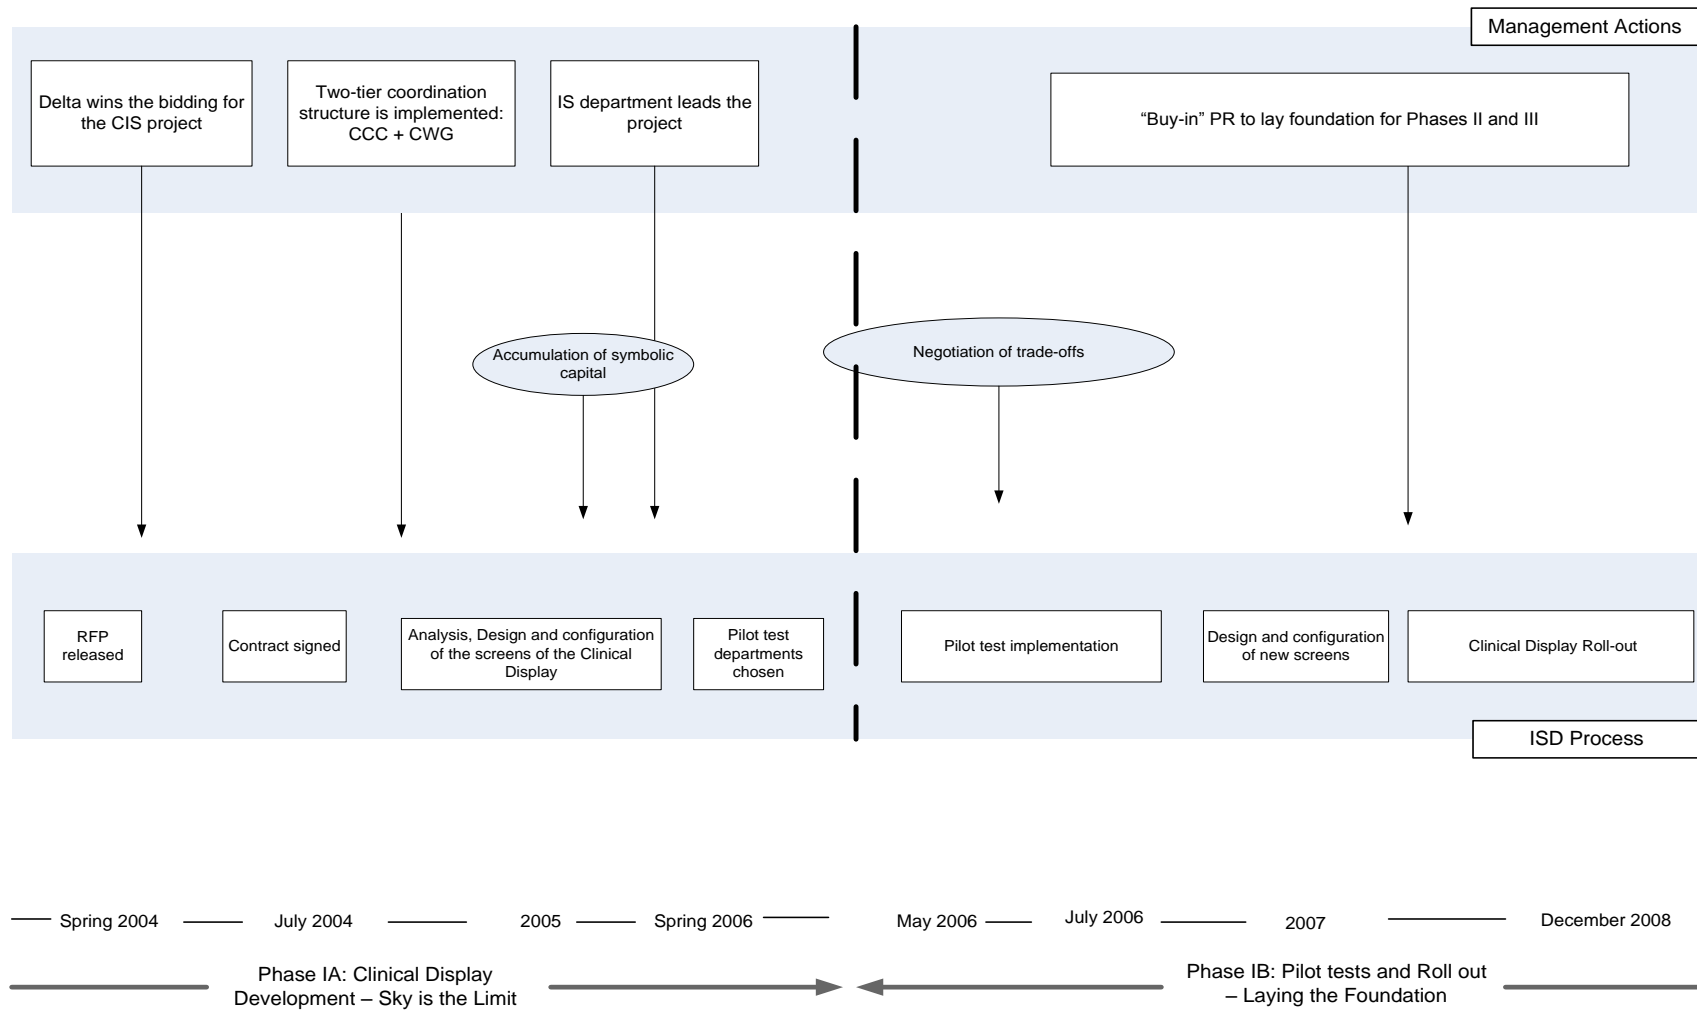 Management Actions
Delta wins the bidding for
the CIS project
Two-tier coordination
structure is implemented:
CCC + CWG
IS department leads the
project
“Buy-in” PR to lay foundation for Phases II and III
Accumulation of symbolic
capital
Negotiation of trade-offs
RFP
released
Contract signed
Analysis, Design and configuration
of the screens of the Clinical
Display
Pilot test
departments
chosen
Pilot test implementation
Design and configuration
of new screens
Clinical Display Roll-out
ISD Process
Spring 2004
July 2004
2005
Spring 2006
May 2006
July 2006
2007
December 2008
Phase IA: Clinical Display
Development – Sky is the Limit
Phase IB: Pilot tests and Roll out
– Laying the Foundation